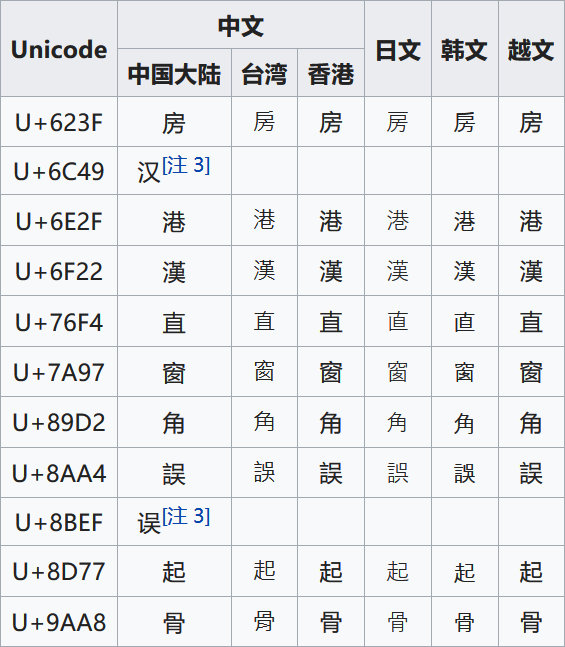 Unicode 中文 日文 韩文 越文
中国大陆 台湾 香港
U+623F 房 房 房 房 房 房
U+6C49 汉[注 3]
U+6E2F 港 港 港 港 港 港
U+6F22 漢 漢 漢 漢 漢 漢
U+76F4 直 直 直 直 直 直
U+7A97 窗 窗 窗 窗 窗 窗
U+89D2 角 角 角 角 角 角
U+8AA4 誤 誤 誤 誤 誤 誤
U+8BEF 误[注 3]
U+8D77 起 起 起 起 起 起
U+9AA8 骨 骨 骨 骨 骨 骨